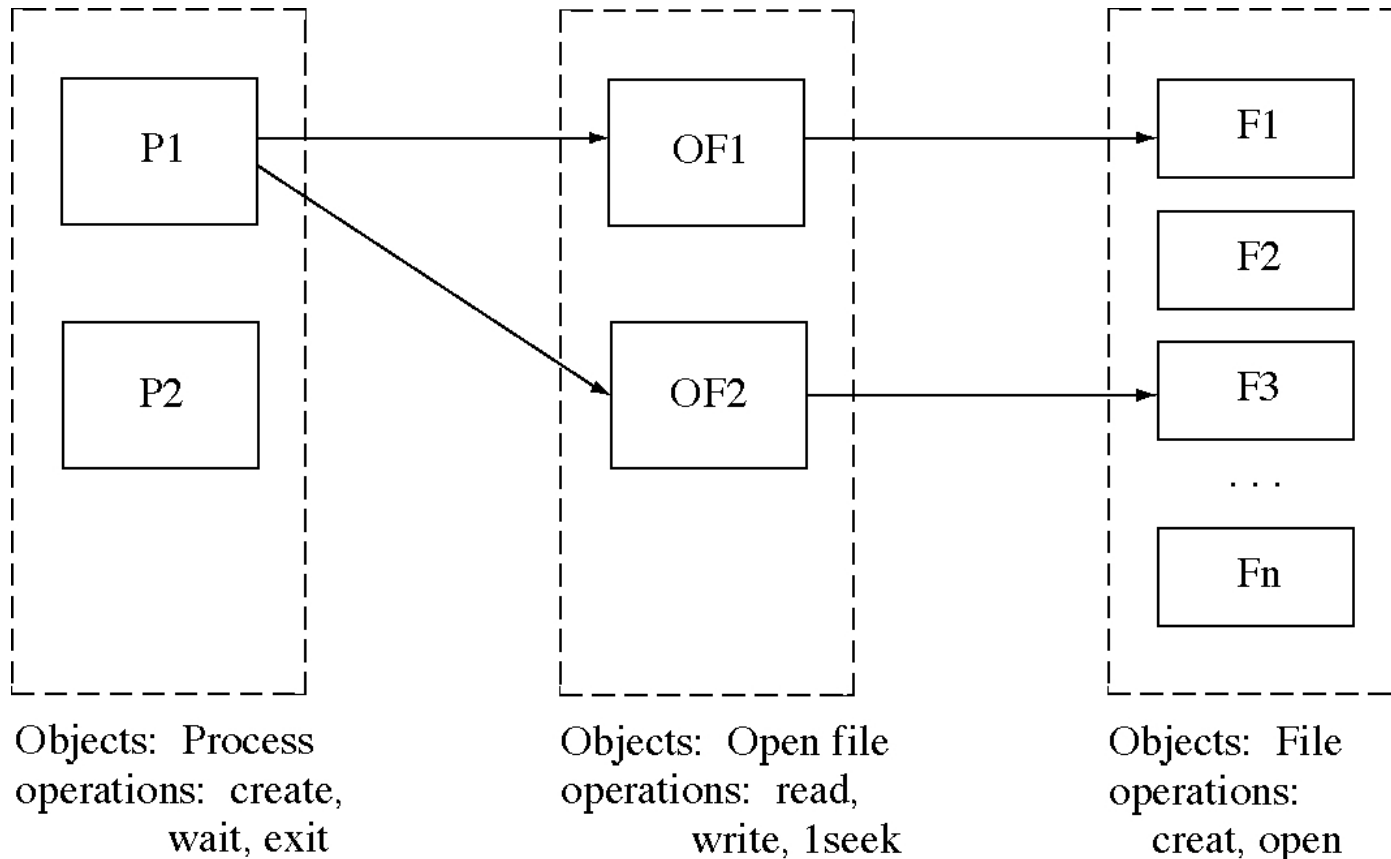 P1
P2
OF1
OF2
F1
F2
F3
. . .
Fn
Objects: Process
operations: create,
wait, exit
Objects: Open file
operations: read,
write, 1seek
Objects: File
operations:
creat, open